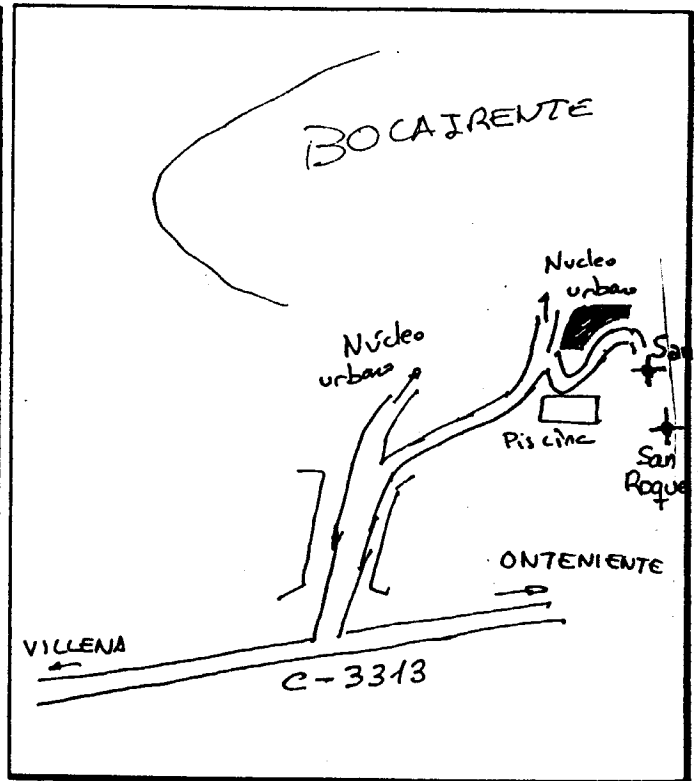 BOCAIRENTE
Nucleo
urbano
Núcleo
urbano
San
Piscina
San
Roque
ONTENIENTE
VILLENA
C-3313